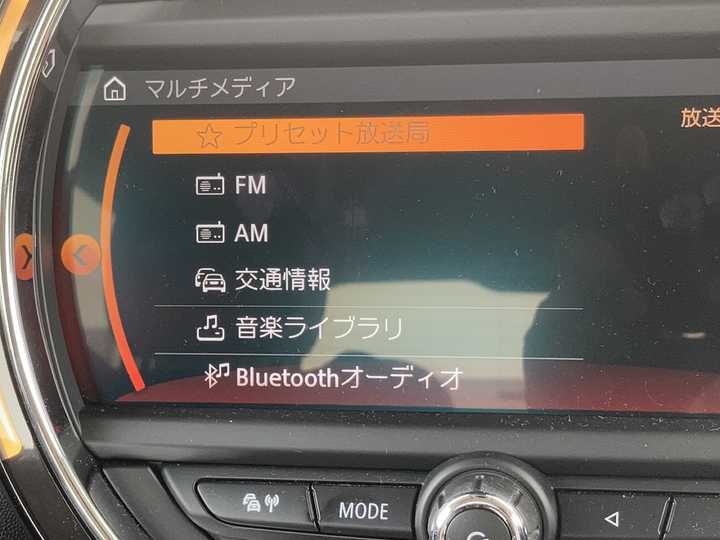 マルチメディア
プリセット放送局
放送
FM
AM
交通情報
音楽ライブラリ
Bluetoothオーディオ
MODE